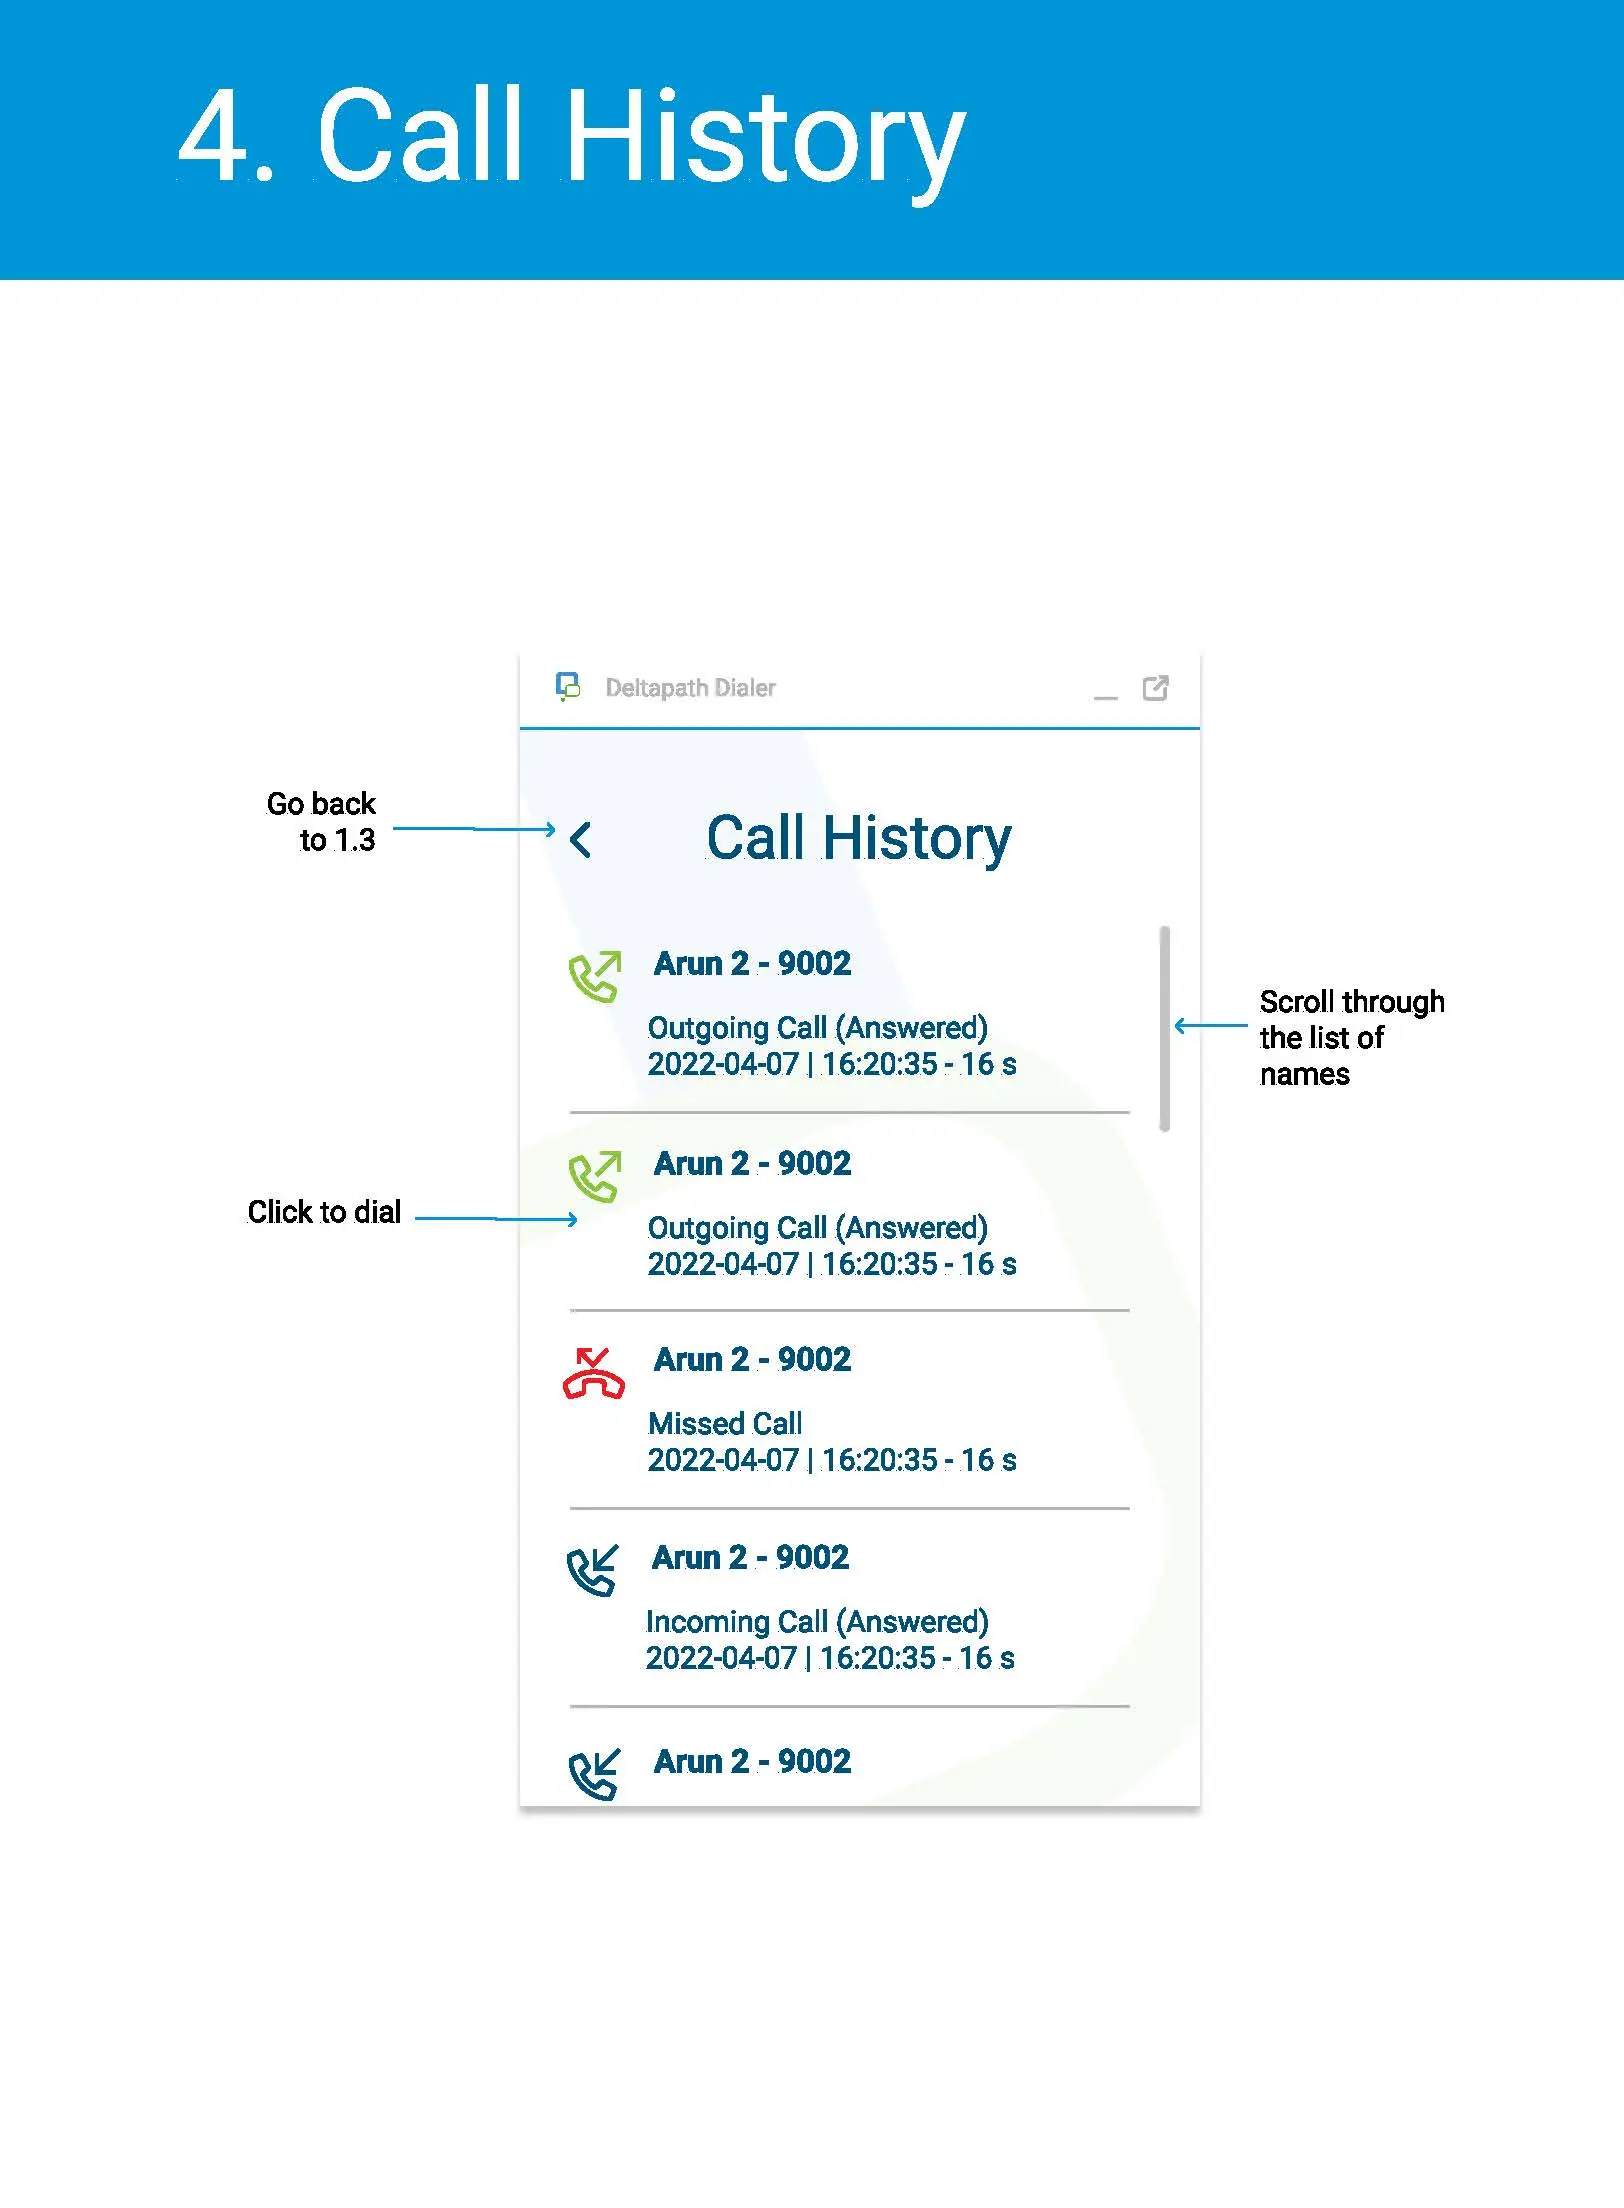 4. Call History
Deltapath Dialer
Go back
to 1.3
Call History
Arun 2 - 9002
Outgoing Call (Answered)
2022-04-07 | 16:20:35 - 16 s
Scroll through
the list of
names
Arun 2 - 9002
Click to dial
Outgoing Call (Answered)
2022-04-07 | 16:20:35 - 16 s
Arun 2 - 9002
Missed Call
2022-04-07 | 16:20:35 - 16 s
Arun 2 - 9002
Incoming Call (Answered)
2022-04-07 | 16:20:35 - 16 s
Arun 2 - 9002